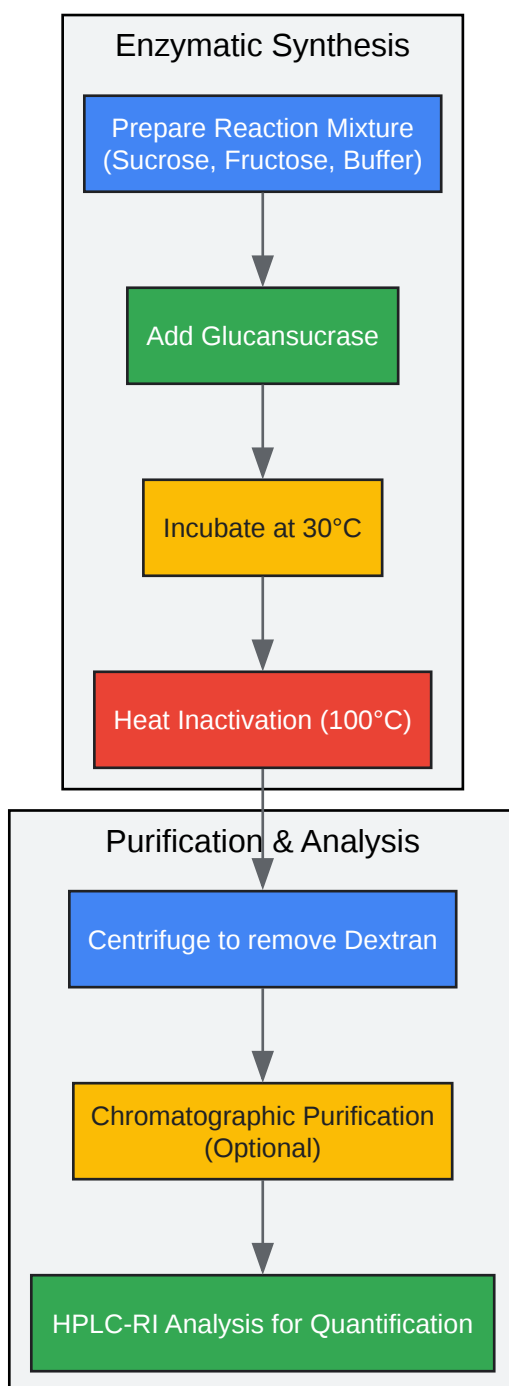 Enzymatic Synthesis
Prepare Reaction Mixture
(Sucrose, Fructose, Buffer)
Add Glucansucrase
Incubate at 30°C
Heat Inactivation (100°C)
Purification & Analysis
Centrifuge to remove Dextran
Chromatographic Purification
(Optional)
HPLC-RI Analysis for Quantification